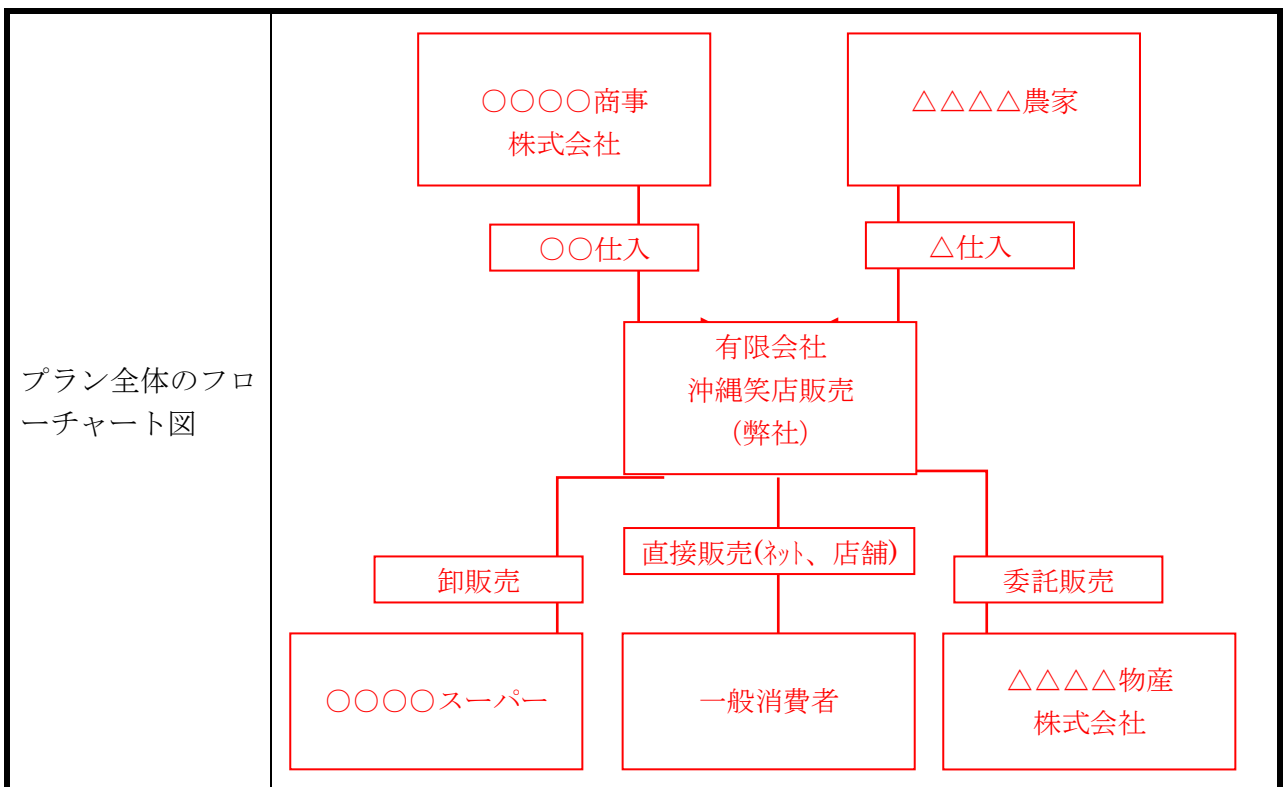 プラン全体のフロ
ーチャート図
○○○○商事
株式会社
△△△△農家
○○仕入
△仕入
有限会社
沖縄笑店販売
(弊社)
卸販売
直接販売(ﾈｯﾄ、店舗)
委託販売
○○○○スーパー
一般消費者
△△△△物産
株式会社